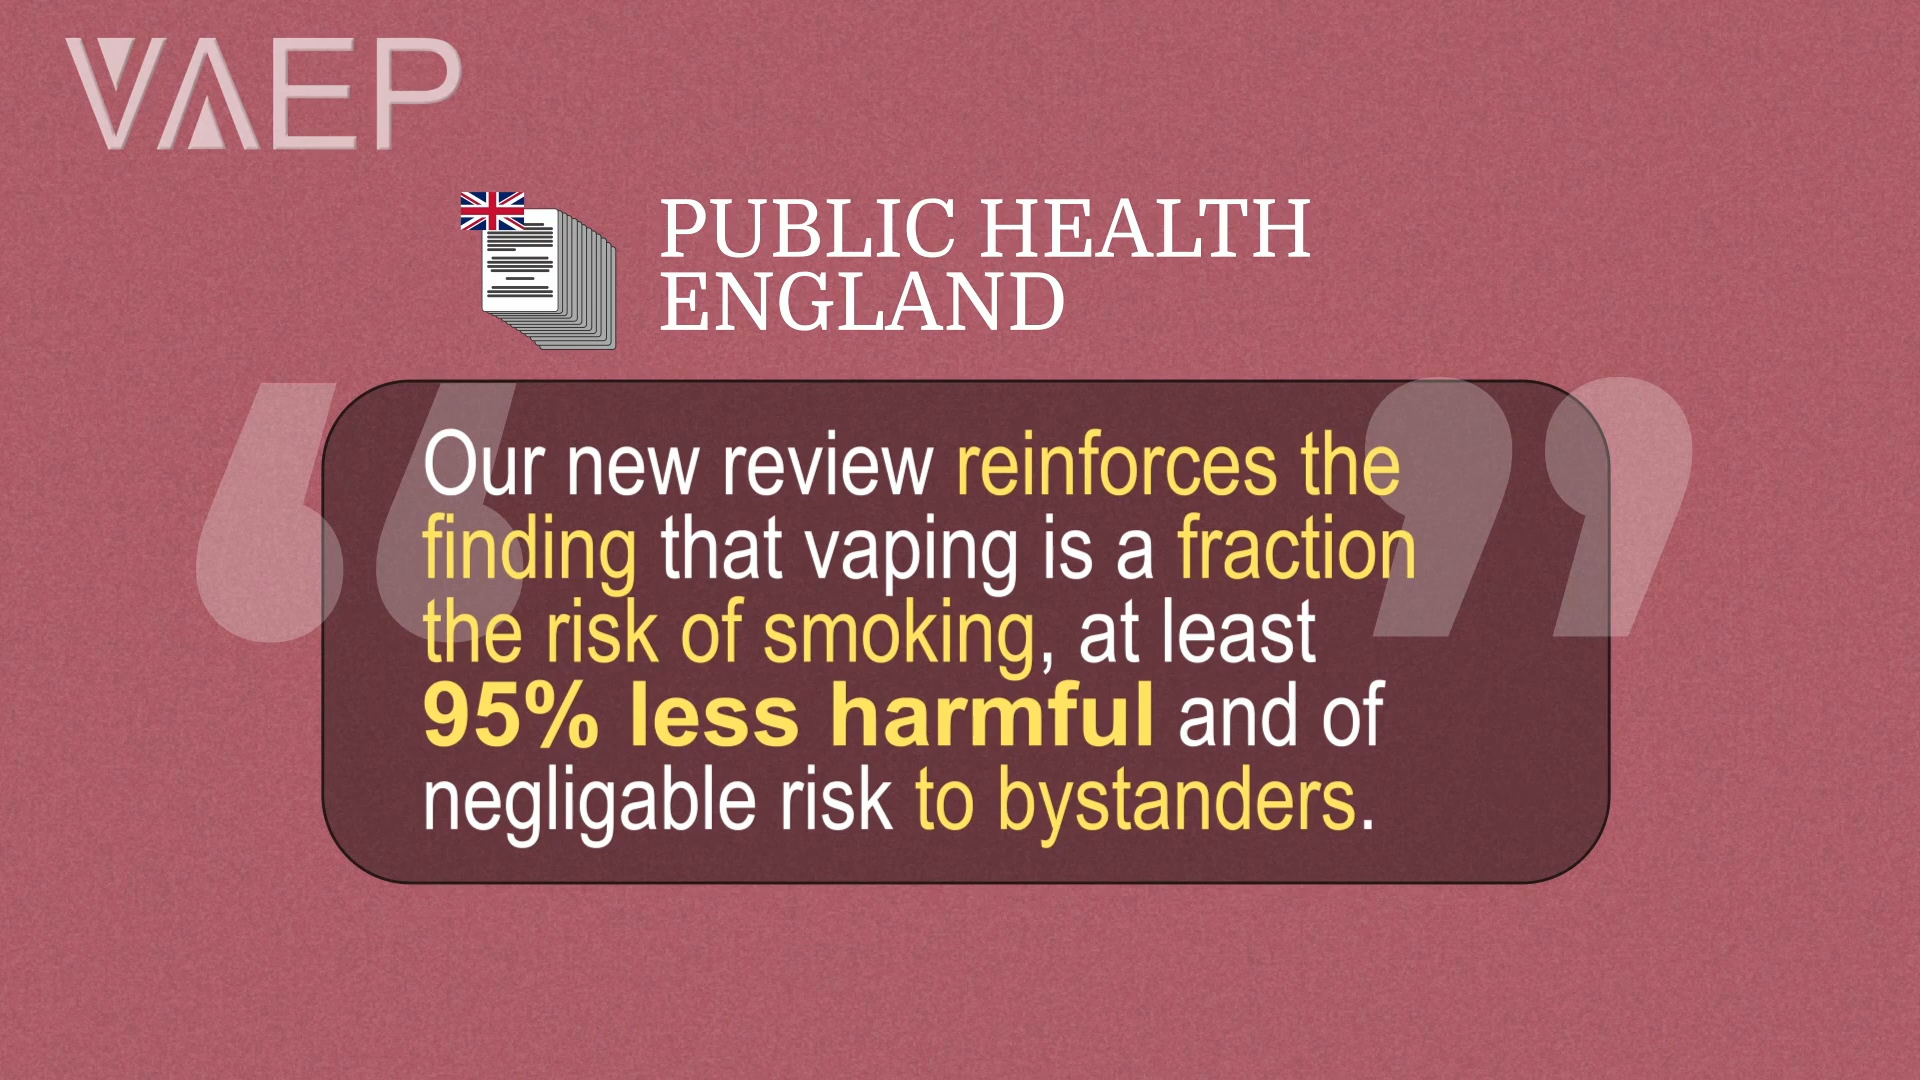 VAEP
PUBLIC HEALTH
ENGLAND
Our new review reinforces the
finding that vaping is a fraction
the risk of smoking, at least
95% less harmful and of
negligable risk to bystanders.